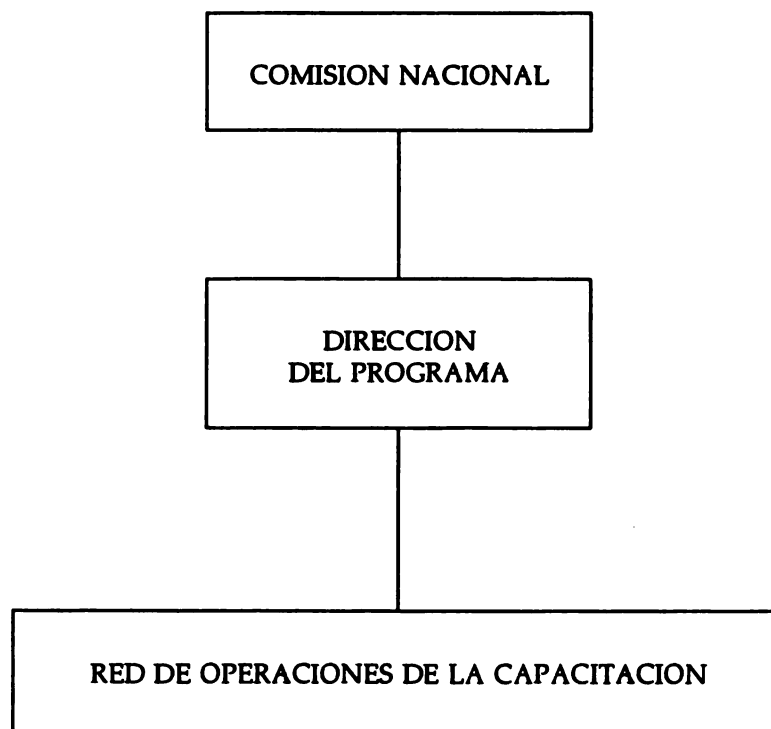 COMISION NACIONAL
DIRECCION
DEL PROGRAMA
RED DE OPERACIONES DE LA CAPACITACION